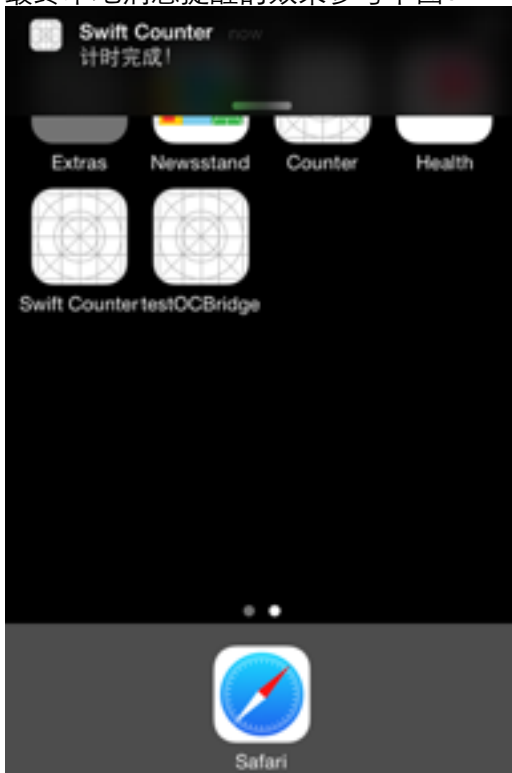 Swift Counter now
计时完成！
Extras Newsstand Counter Health
Swift Counter testOCBridge
Safari